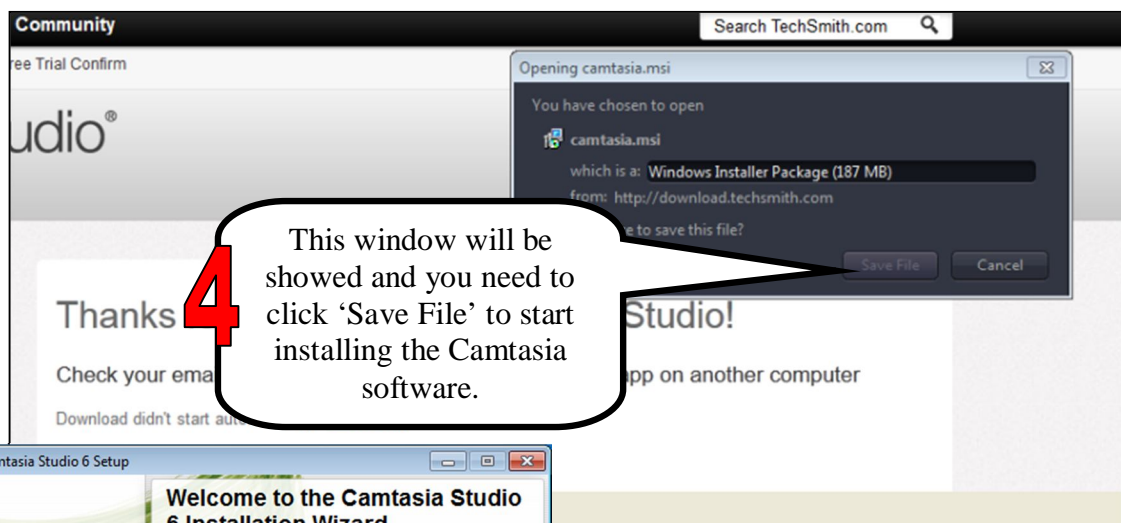 Community
Search TechSmith.com
ree Trial Confirm
Opening camtasia.msi
udio®
You have chosen to open
camtasia.msi
which is a: Windows Installer Package (187 MB)
from: http://download.techsmith.com
e to save this file?
Save File
Cancel
4
This window will be
showed and you need to
click ‘Save File’ to start
installing the Camtasia
software.
Thanks Studio!
Check your ema pp on another computer
Download didn't start aut
ntasia Studio 6 Setup
Welcome to the Camtasia Studio
6 Installation Wizard